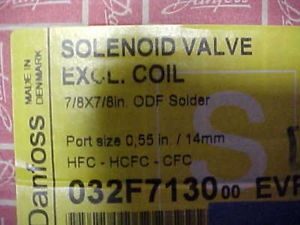 SOLENOID VALVE
EXCL. COIL
7/8X7/8in. ODF Solder
Port size 0,55 in. / 14mm
HFC - HCFC - CFC
032F7130 00 EVR
Danfoss
MADE IN
DENMARK
S